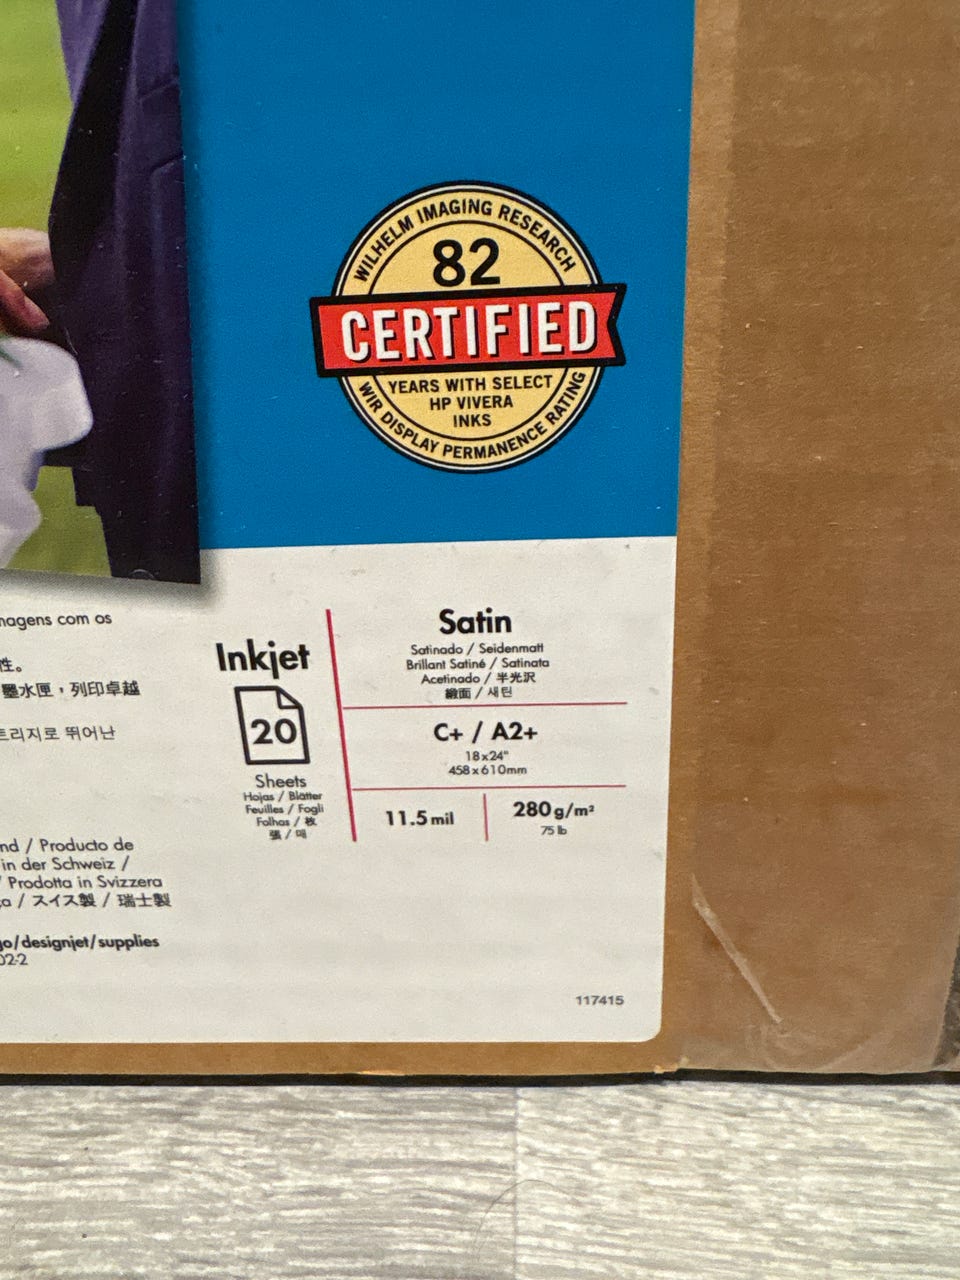 WILHELM IMAGING RESEARCH
82
CERTIFIED
YEARS WITH SELECT
HP VIVERA
INKS
WIR DISPLAY PERMANENCE RATING
magens com os
性。
墨水匣，列印卓越
트리지로 뛰어난
nd / Producto de
in der Schweiz /
/ Prodotta in Svizzera
a / スイス製 / 瑞士製
go/designjet/supplies
02-2
Inkjet
20
Sheets
Hojas / Blätter
Feuilles / Fogli
Folhas / 枚
張 / 매
Satin
Satinado / Seidenmatt
Brillant Satiné / Satinata
Acetinado / 半光沢
緞面 / 새틴
C+ / A2+
18x24"
458x610mm
11.5 mil
280 g/m²
75 lb
117415